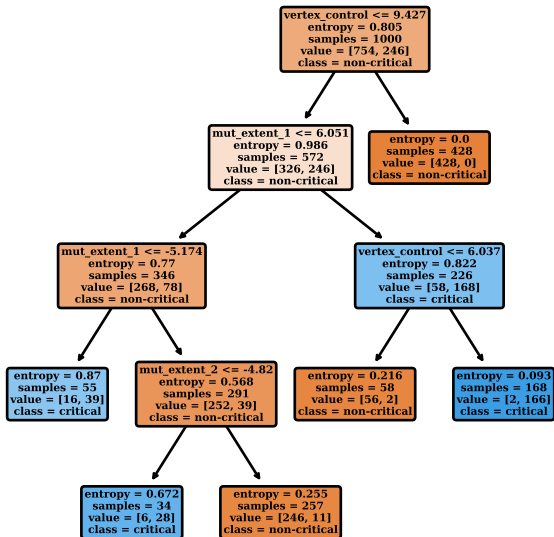 vertex_control <= 9.427
entropy = 0.805
samples = 1000
value = [754, 246]
class = non-critical
mut_extent_1 <= 6.051
entropy = 0.986
samples = 572
value = [326, 246]
class = non-critical
entropy = 0.0
samples = 428
value = [428, 0]
class = non-critical
mut_extent_1 <= -5.174
entropy = 0.77
samples = 346
value = [268, 78]
class = non-critical
vertex_control <= 6.037
entropy = 0.822
samples = 226
value = [58, 168]
class = critical
entropy = 0.87
samples = 55
value = [16, 39]
class = critical
mut_extent_2 <= -4.82
entropy = 0.568
samples = 291
value = [252, 39]
class = non-critical
entropy = 0.216
samples = 58
value = [56, 2]
class = non-critical
entropy = 0.093
samples = 168
value = [2, 166]
class = critical
entropy = 0.672
samples = 34
value = [6, 28]
class = critical
entropy = 0.255
samples = 257
value = [246, 11]
class = non-critical